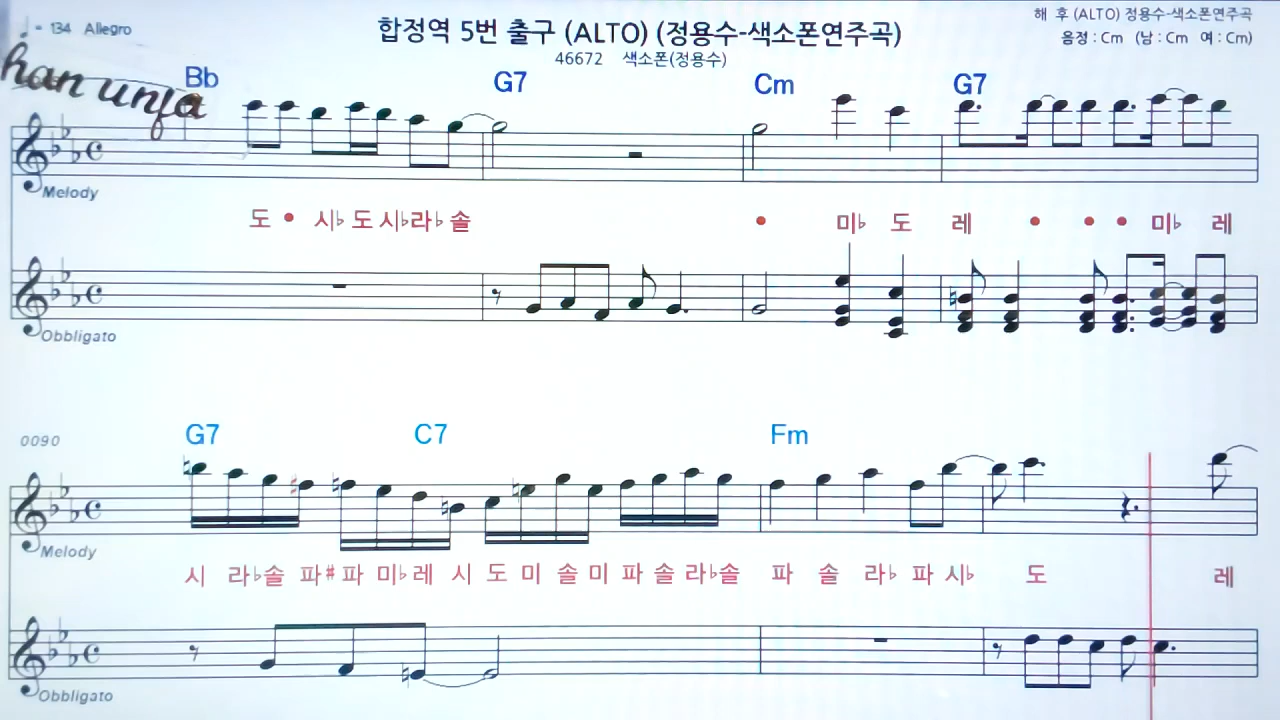 ♩= 134 Allegro
합정역 5번 출구 (ALTO) (정용수-색소폰연주곡)
해 후 (ALTO) 정용수-색소폰연주곡
46672 색소폰(정용수)
음정 : Cm (남 : Cm 여 : Cm)
han unfa
Bb G7 Cm G7
Melody
도 • 시♭ 도 시♭ 라♭ 솔 • 미♭ 도 레 • • • 미♭ 레
Obbligato
0090
G7 C7 Fm
Melody
시 라♭ 솔 파# 파 미♭ 레 시 도 미 솔 미 파 솔 라♭ 솔 파 솔 라♭ 파 시♭ 도 레
Obbligato